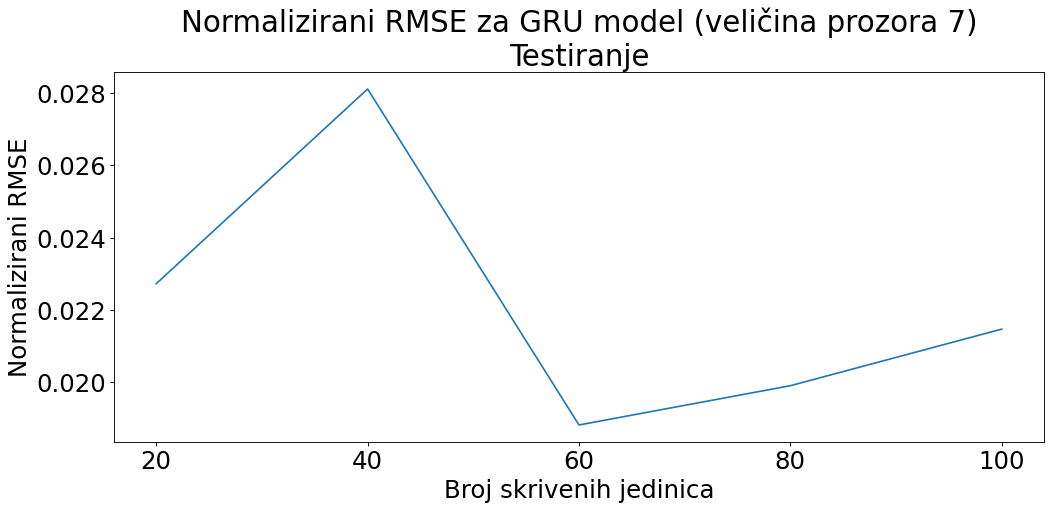 Normalizirani RMSE za GRU model (veličina prozora 7)
Testiranje
Normalizirani RMSE
0.028
0.026
0.024
0.022
0.020
20 40 60 80 100
Broj skrivenih jedinica